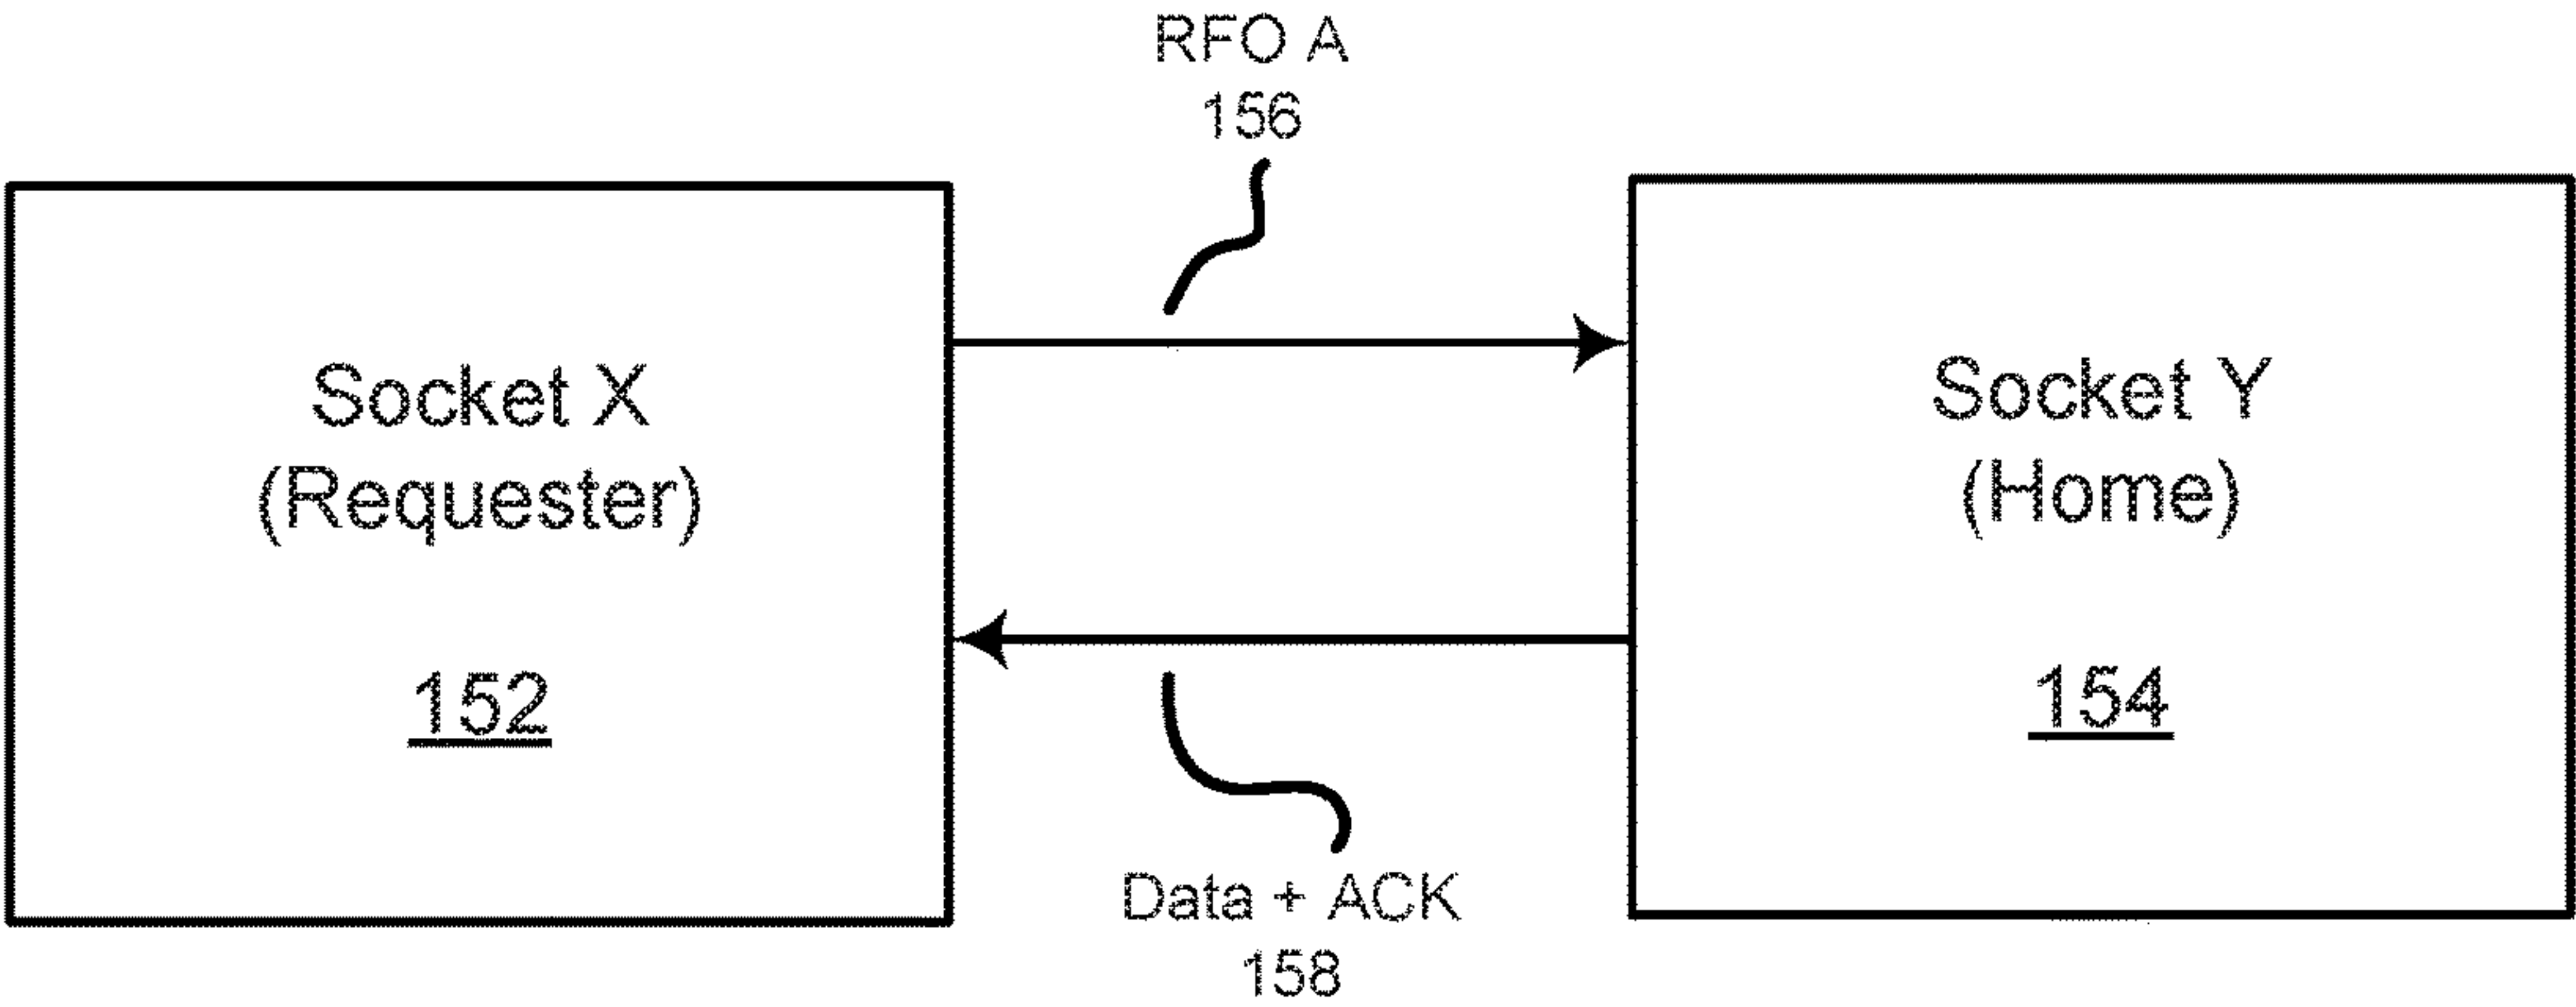 RFO A
156
Socket X
(Requester)
152
Socket Y
(Home)
154
Data + ACK
158